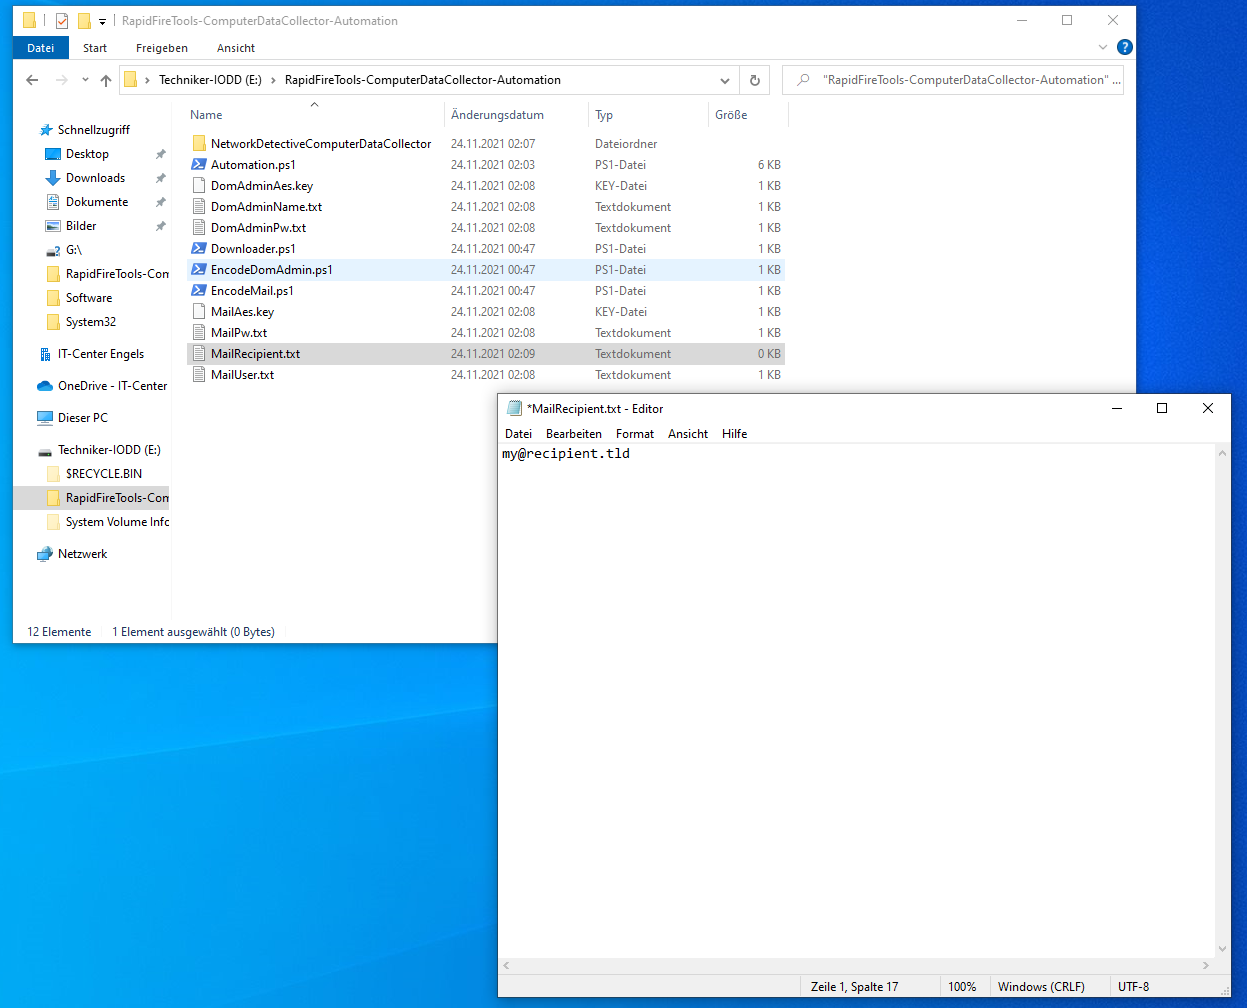 RapidFireTools-ComputerDataCollector-Automation
Datei Start Freigeben Ansicht
Techniker-IODD (E:) RapidFireTools-ComputerDataCollector-Automation
"RapidFireTools-ComputerDataCollector-Automation" ...
Schnellzugriff
Desktop
Downloads
Dokumente
Bilder
G:\
RapidFireTools-Com
Software
System32
IT-Center Engels
OneDrive - IT-Center
Dieser PC
Techniker-IODD (E:)
$RECYCLE.BIN
RapidFireTools-Com
System Volume Info
Netzwerk
Name Änderungsdatum Typ Größe
NetworkDetectiveComputerDataCollector 24.11.2021 02:07 Dateiordner
Automation.ps1 24.11.2021 02:03 PS1-Datei 6 KB
DomAdminAes.key 24.11.2021 02:08 KEY-Datei 1 KB
DomAdminName.txt 24.11.2021 02:08 Textdokument 1 KB
DomAdminPw.txt 24.11.2021 02:08 Textdokument 1 KB
Downloader.ps1 24.11.2021 00:47 PS1-Datei 1 KB
EncodeDomAdmin.ps1 24.11.2021 00:47 PS1-Datei 1 KB
EncodeMail.ps1 24.11.2021 00:47 PS1-Datei 1 KB
MailAes.key 24.11.2021 02:08 KEY-Datei 1 KB
MailPw.txt 24.11.2021 02:08 Textdokument 1 KB
MailRecipient.txt 24.11.2021 02:09 Textdokument 0 KB
MailUser.txt 24.11.2021 02:08 Textdokument 1 KB
12 Elemente 1 Element ausgewählt (0 Bytes)
*MailRecipient.txt - Editor
Datei Bearbeiten Format Ansicht Hilfe
my@recipient.tld
Zeile 1, Spalte 17 100% Windows (CRLF) UTF-8